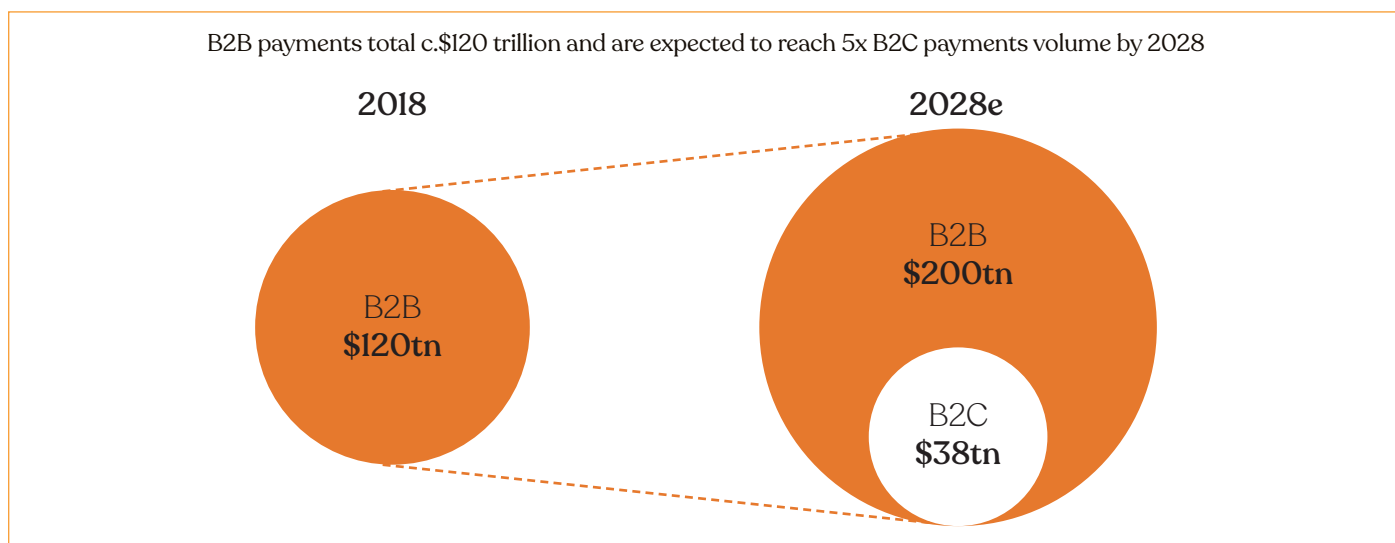 B2B payments total c.$120 trillion and are expected to reach 5x B2C payments volume by 2028
2018
2028e
B2B
$120tn
B2B
$200tn
B2C
$38tn